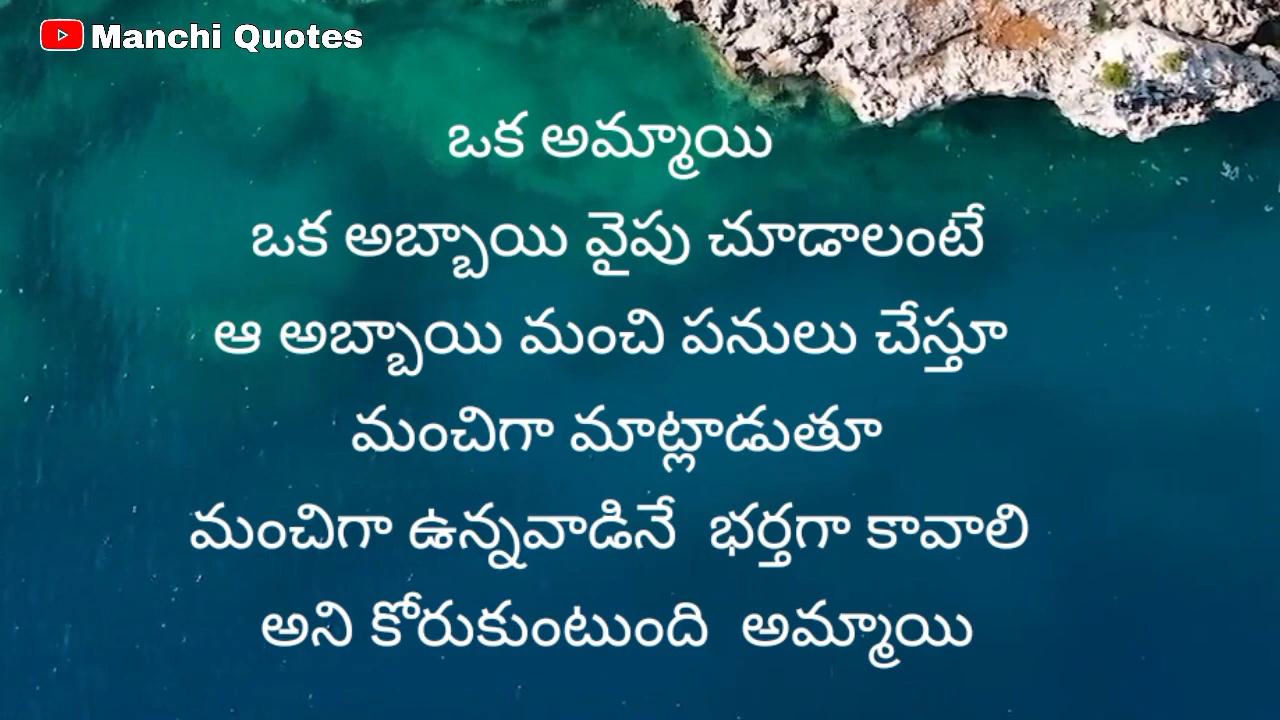 Manchi Quotes
ఒక అమ్మాయి
ఒక అబ్బాయి వైపు చూడాలంటే
ఆ అబ్బాయి మంచి పనులు చేస్తూ
మంచిగా మాట్లాడుతూ
మంచిగా ఉన్నవాడినే భర్తగా కావాలి
అని కోరుకుంటుంది అమ్మాయి